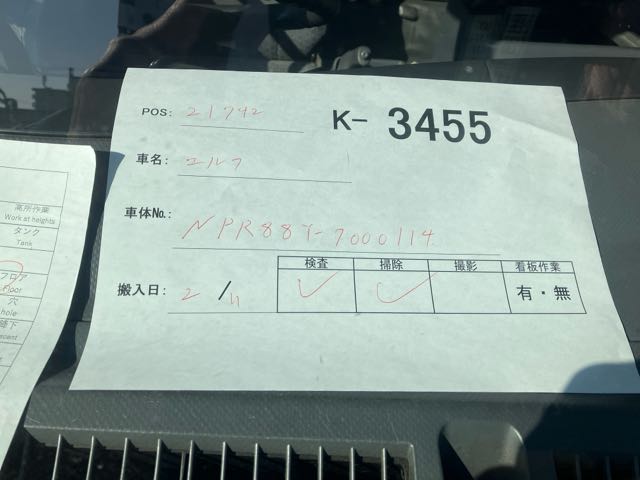 POS: 21742
K- 3455
車名: エルフ
車体No.: NPR88Y-7000114
搬入日: 2/11
検査 掃除 撮影 看板作業
✓ ✓ 有・無
高所作業
Work at heights
タンク
Tank
フロア
Floor
穴
hole